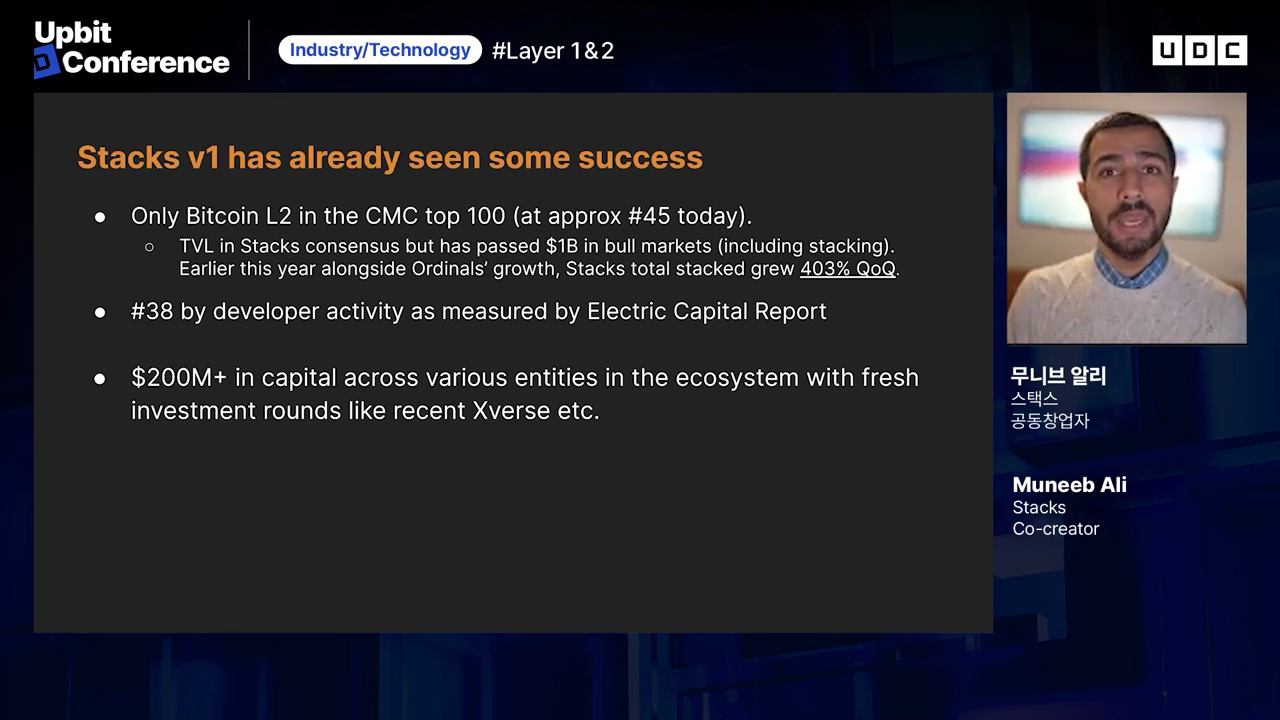 Upbit
D Conference
Industry/Technology #Layer 1&2
UDC
Stacks v1 has already seen some success
● Only Bitcoin L2 in the CMC top 100 (at approx #45 today).
○ TVL in Stacks consensus but has passed $1B in bull markets (including stacking).
Earlier this year alongside Ordinals' growth, Stacks total stacked grew 403% QoQ.
● #38 by developer activity as measured by Electric Capital Report
● $200M+ in capital across various entities in the ecosystem with fresh
investment rounds like recent Xverse etc.
무니브 알리
스택스
공동창업자
Muneeb Ali
Stacks
Co-creator